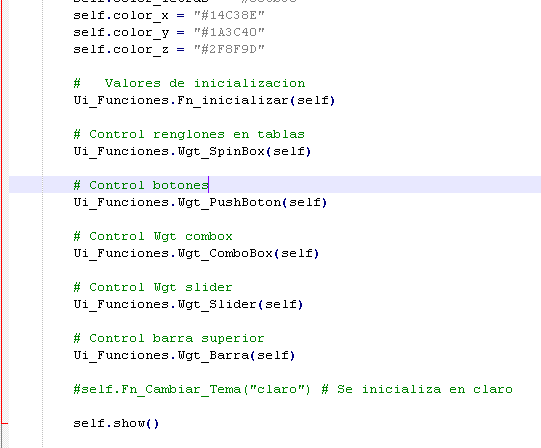 self.color_x = "#14C38E"
self.color_y = "#1A3C40"
self.color_z = "#2F8F9D"
#   Valores de inicializacion
Ui_Funciones.Fn_inicializar(self)
# Control renglones en tablas
Ui_Funciones.Wgt_SpinBox(self)
# Control botones
Ui_Funciones.Wgt_PushBoton(self)
# Control Wgt combox
Ui_Funciones.Wgt_ComboBox(self)
# Control Wgt slider
Ui_Funciones.Wgt_Slider(self)
# Control barra superior
Ui_Funciones.Wgt_Barra(self)
#self.Fn_Cambiar_Tema("claro") # Se inicializa en claro
self.show()